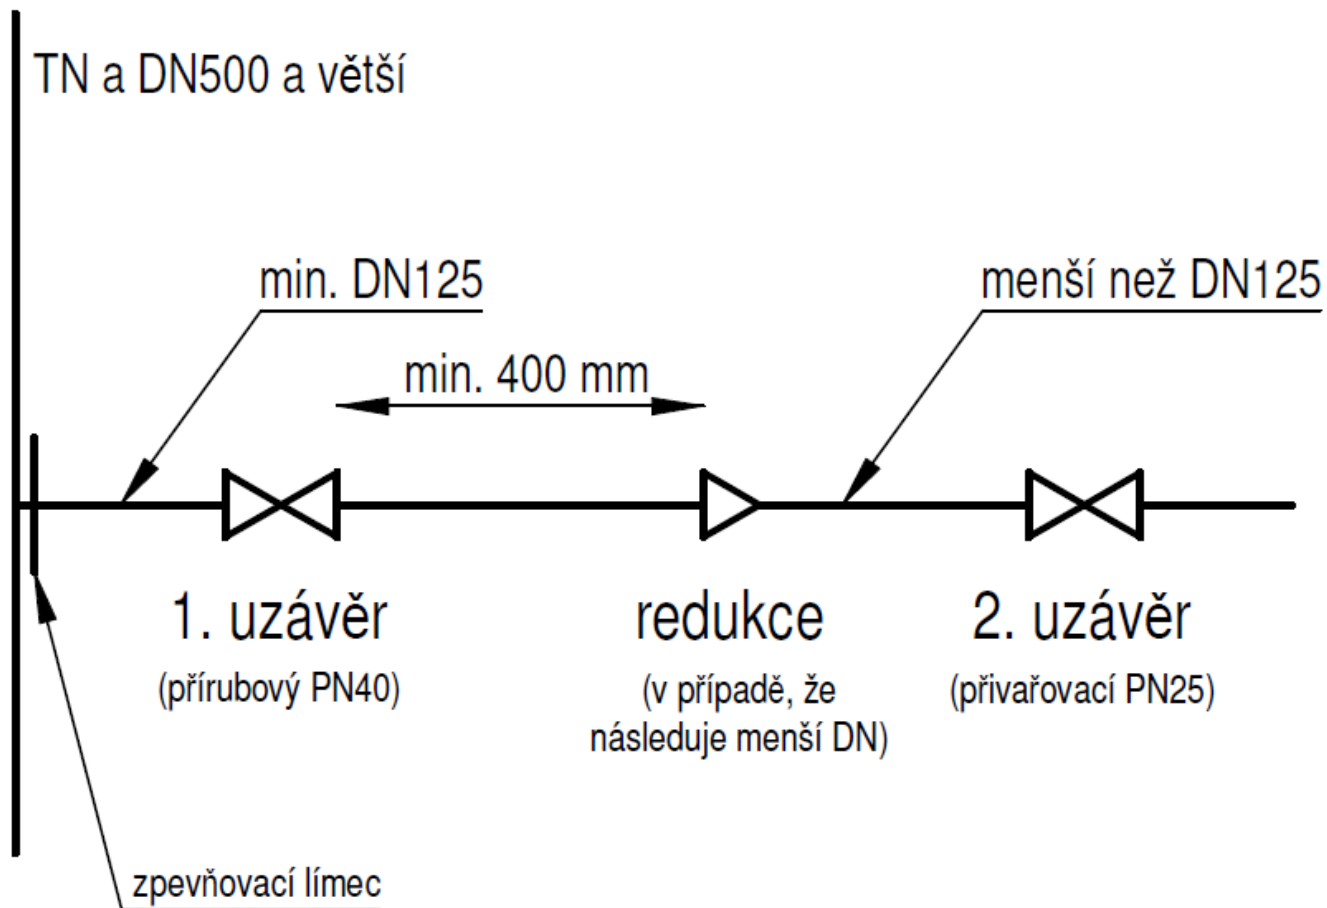 TN a DN500 a větší
min. DN125
menší než DN125
min. 400 mm
1. uzávěr
(přírubový PN40)
redukce
(v případě, že
následuje menší DN)
2. uzávěr
(přivařovací PN25)
zpevňovací límec